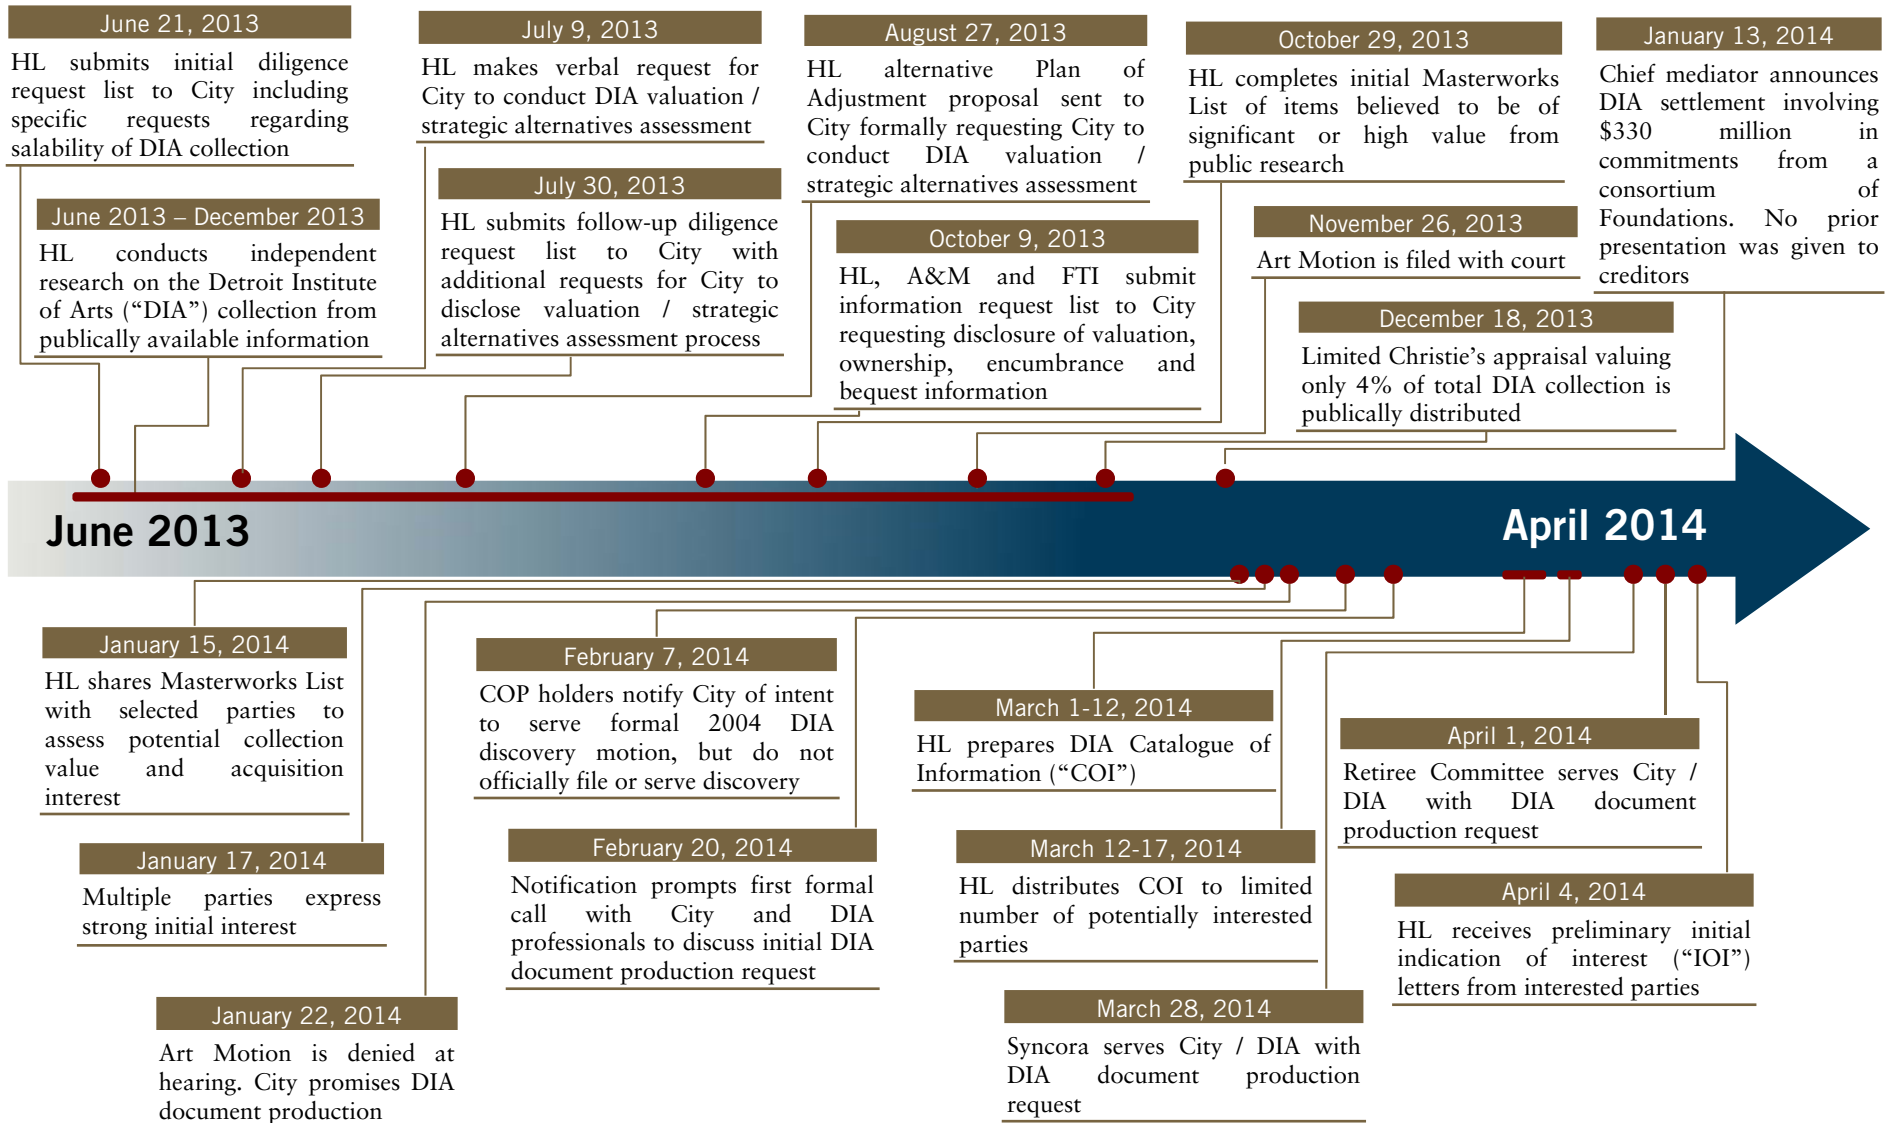 June 21, 2013
HL submits initial diligence
request list to City including
specific requests regarding
salability of DIA collection
June 2013 – December 2013
HL conducts independent
research on the Detroit Institute
of Arts (“DIA”) collection from
publically available information
July 9, 2013
HL makes verbal request for
City to conduct DIA valuation /
strategic alternatives assessment
July 30, 2013
HL submits follow-up diligence
request list to City with
additional requests for City to
disclose valuation / strategic
alternatives assessment process
August 27, 2013
HL alternative Plan of
Adjustment proposal sent to
City formally requesting City to
conduct DIA valuation /
strategic alternatives assessment
October 9, 2013
HL, A&M and FTI submit
information request list to City
requesting disclosure of valuation,
ownership, encumbrance and
bequest information
October 29, 2013
HL completes initial Masterworks
List of items believed to be of
significant or high value from
public research
November 26, 2013
Art Motion is filed with court
December 18, 2013
Limited Christie’s appraisal valuing
only 4% of total DIA collection is
publically distributed
January 13, 2014
Chief mediator announces
DIA settlement involving
$330 million in
commitments from a
consortium of
Foundations. No prior
presentation was given to
creditors
June 2013
April 2014
January 15, 2014
HL shares Masterworks List
with selected parties to
assess potential collection
value and acquisition
interest
January 17, 2014
Multiple parties express
strong initial interest
January 22, 2014
Art Motion is denied at
hearing. City promises DIA
document production
February 7, 2014
COP holders notify City of intent
to serve formal 2004 DIA
discovery motion, but do not
officially file or serve discovery
February 20, 2014
Notification prompts first formal
call with City and DIA
professionals to discuss initial DIA
document production request
March 1-12, 2014
HL prepares DIA Catalogue of
Information (“COI”)
March 12-17, 2014
HL distributes COI to limited
number of potentially interested
parties
March 28, 2014
Syncora serves City / DIA with
DIA document production
request
April 1, 2014
Retiree Committee serves City /
DIA with DIA document
production request
April 4, 2014
HL receives preliminary initial
indication of interest (“IOI”)
letters from interested parties